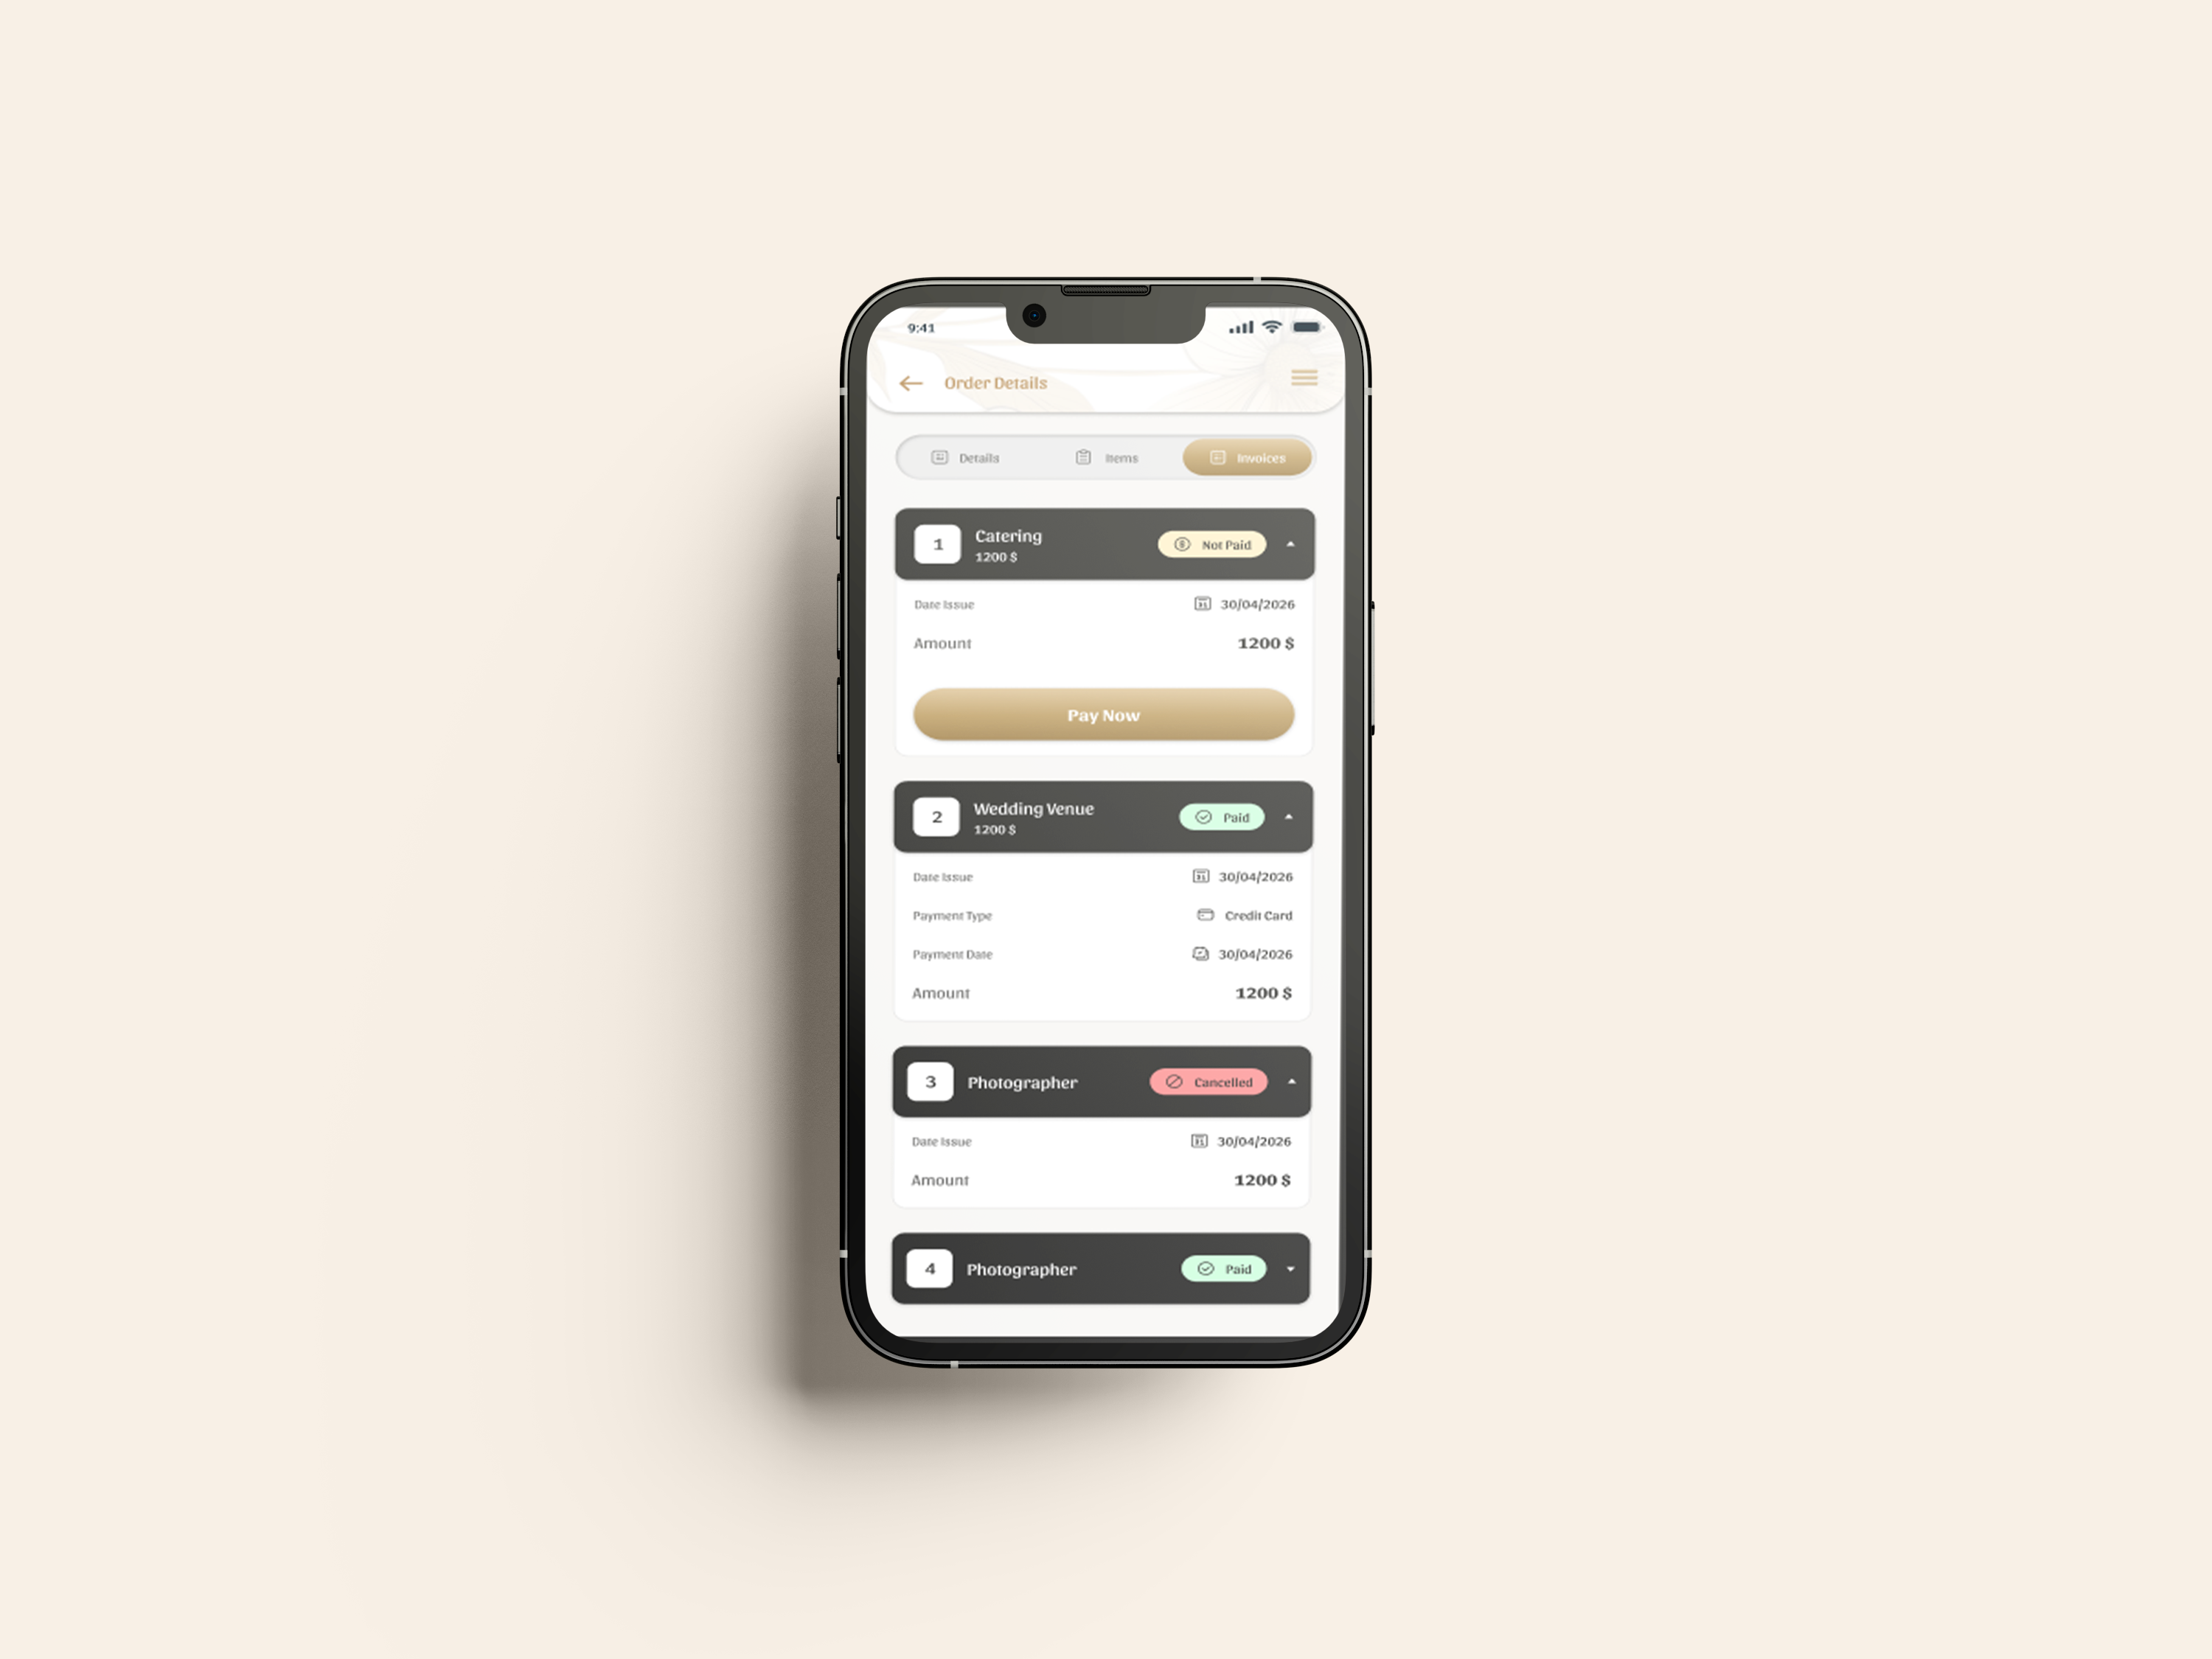 9:41
Order Details
Details Items Invoices
1 Catering Not Paid
1200 $
Date Issue 30/04/2026
Amount 1200 $
Pay Now
2 Wedding Venue Paid
1200 $
Date Issue 30/04/2026
Payment Type Credit Card
Payment Date 30/04/2026
Amount 1200 $
3 Photographer Cancelled
Date Issue 30/04/2026
Amount 1200 $
4 Photographer Paid